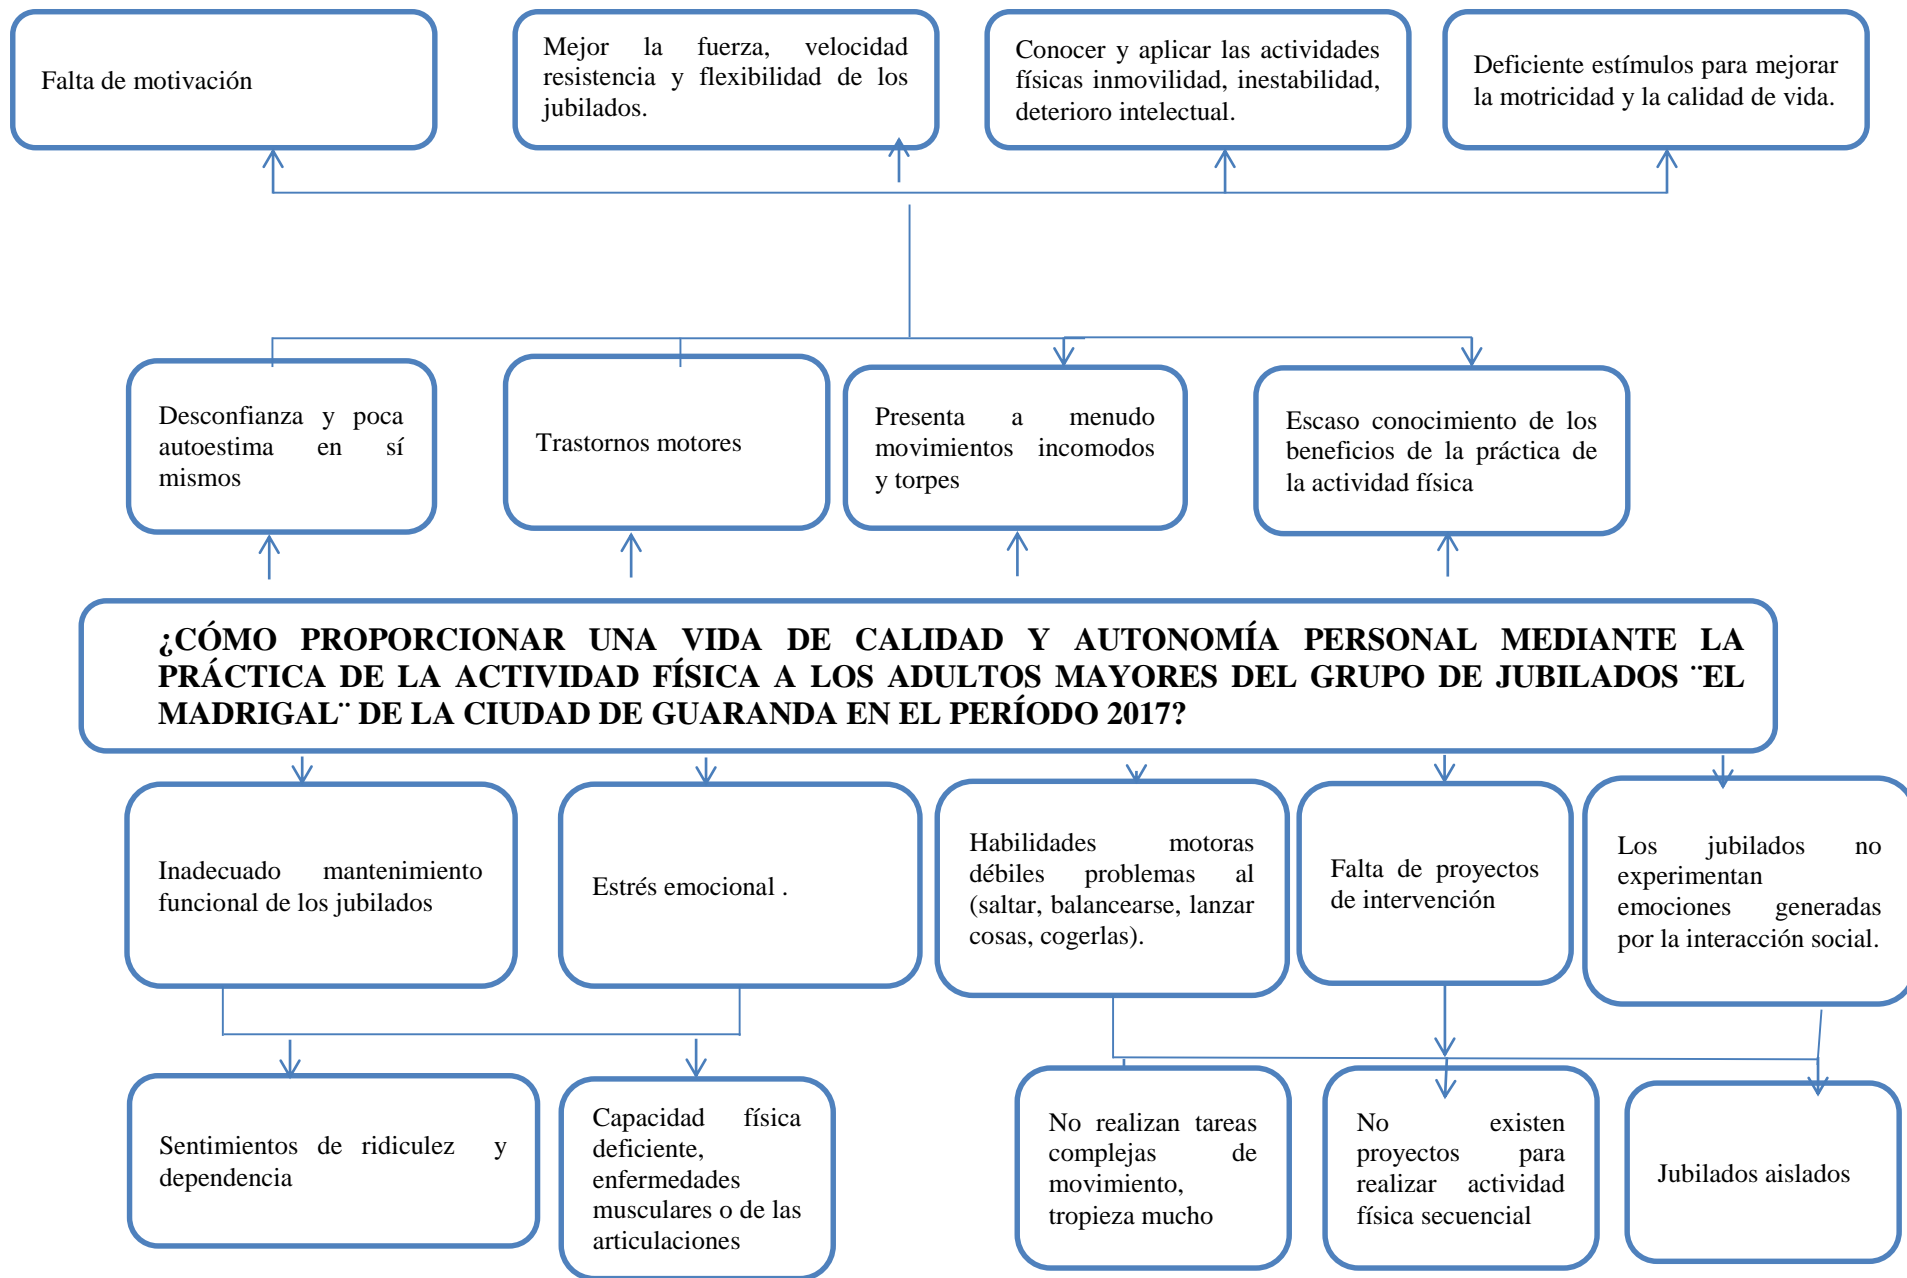 Falta de motivación
Mejor la fuerza, velocidad
resistencia y flexibilidad de los
jubilados.
Conocer y aplicar las actividades
físicas inmovilidad, inestabilidad,
deterioro intelectual.
Deficiente estímulos para mejorar
la motricidad y la calidad de vida.
Desconfianza y poca
autoestima en sí
mismos
Trastornos motores
Presenta a menudo
movimientos incomodos
y torpes
Escaso conocimiento de los
beneficios de la práctica de
la actividad física
¿CÓMO PROPORCIONAR UNA VIDA DE CALIDAD Y AUTONOMÍA PERSONAL MEDIANTE LA
PRÁCTICA DE LA ACTIVIDAD FÍSICA A LOS ADULTOS MAYORES DEL GRUPO DE JUBILADOS ¨EL
MADRIGAL¨ DE LA CIUDAD DE GUARANDA EN EL PERÍODO 2017?
Inadecuado mantenimiento
funcional de los jubilados
Estrés emocional .
Habilidades motoras
débiles problemas al
(saltar, balancearse, lanzar
cosas, cogerlas).
Falta de proyectos
de intervención
Los jubilados no
experimentan
emociones generadas
por la interacción social.
Sentimientos de ridiculez y
dependencia
Capacidad física
deficiente,
enfermedades
musculares o de las
articulaciones
No realizan tareas
complejas de
movimiento,
tropieza mucho
No existen
proyectos para
realizar actividad
física secuencial
Jubilados aislados